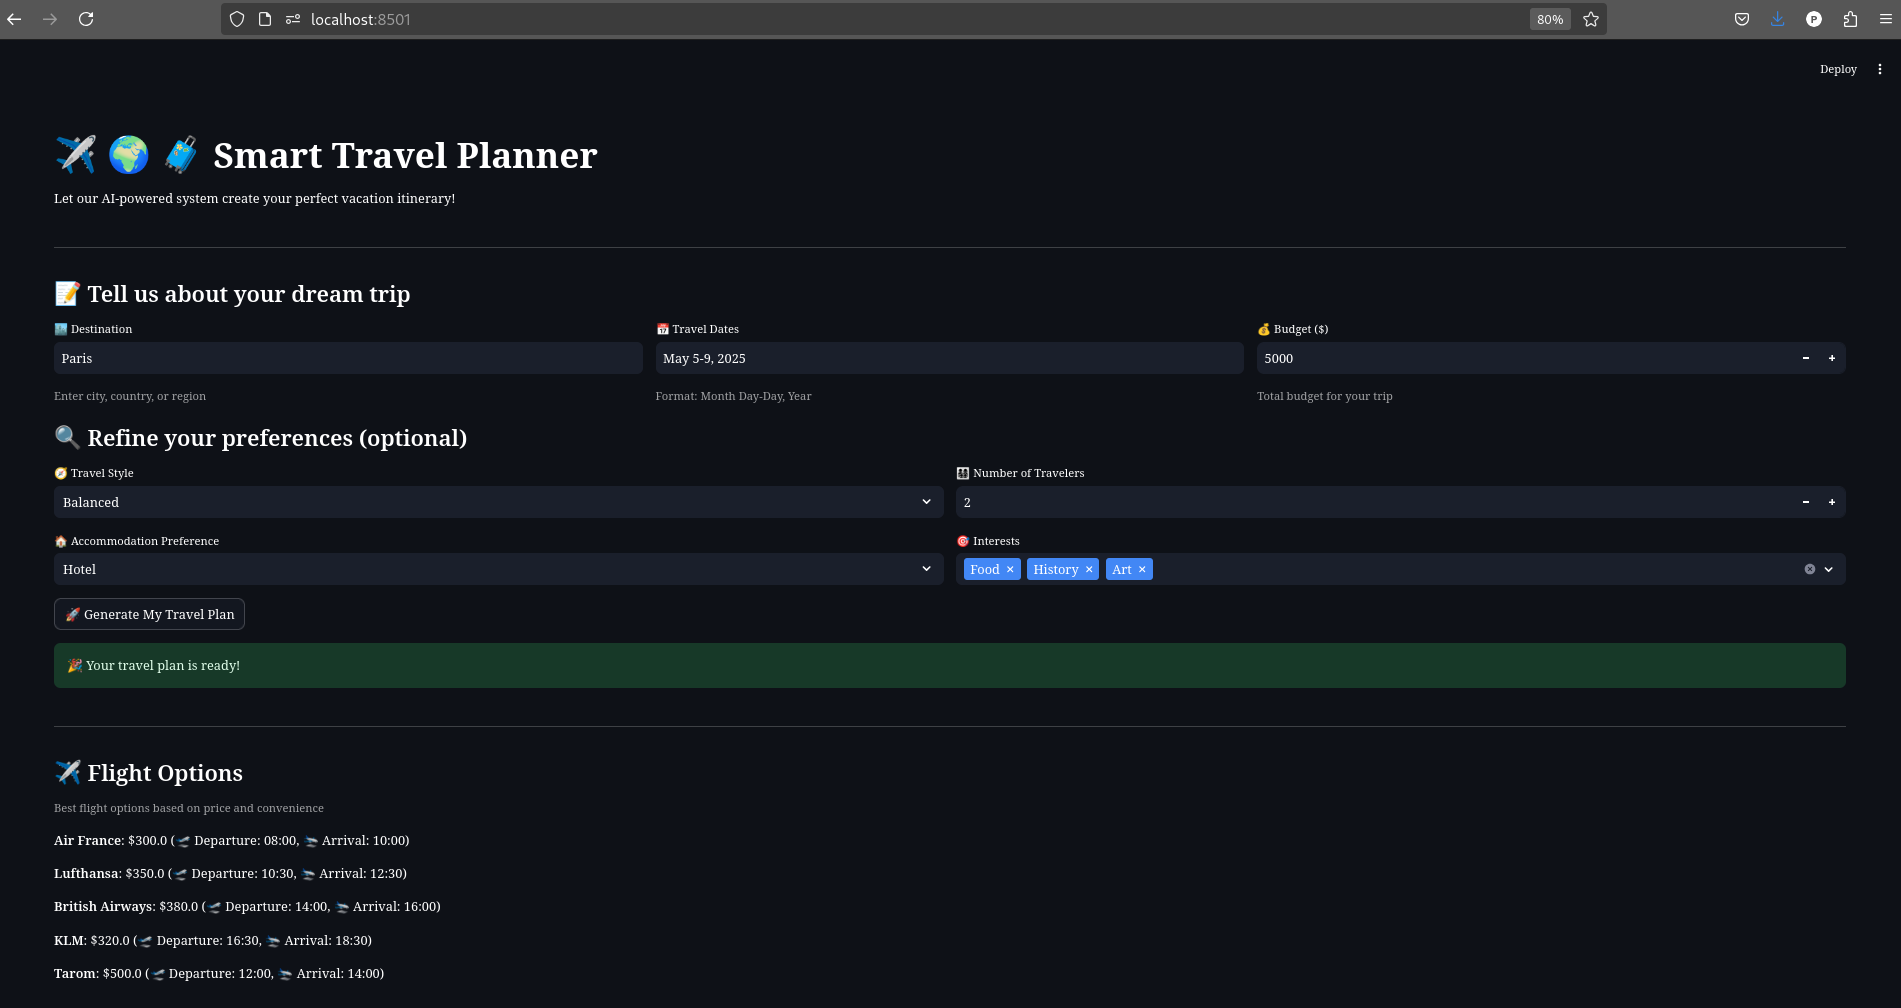 localhost:8501
80%
Deploy
Smart Travel Planner
Let our AI-powered system create your perfect vacation itinerary!
Tell us about your dream trip
Destination
Travel Dates
Budget ($)
Paris
May 5-9, 2025
5000
Enter city, country, or region
Format: Month Day-Day, Year
Total budget for your trip
Refine your preferences (optional)
Travel Style
Number of Travelers
Balanced
2
Accommodation Preference
Interests
Hotel
Food × History × Art ×
Generate My Travel Plan
Your travel plan is ready!
Flight Options
Best flight options based on price and convenience
Air France: $300.0 (🛫 Departure: 08:00, 🛬 Arrival: 10:00)
Lufthansa: $350.0 (🛫 Departure: 10:30, 🛬 Arrival: 12:30)
British Airways: $380.0 (🛫 Departure: 14:00, 🛬 Arrival: 16:00)
KLM: $320.0 (🛫 Departure: 16:30, 🛬 Arrival: 18:30)
Tarom: $500.0 (🛫 Departure: 12:00, 🛬 Arrival: 14:00)